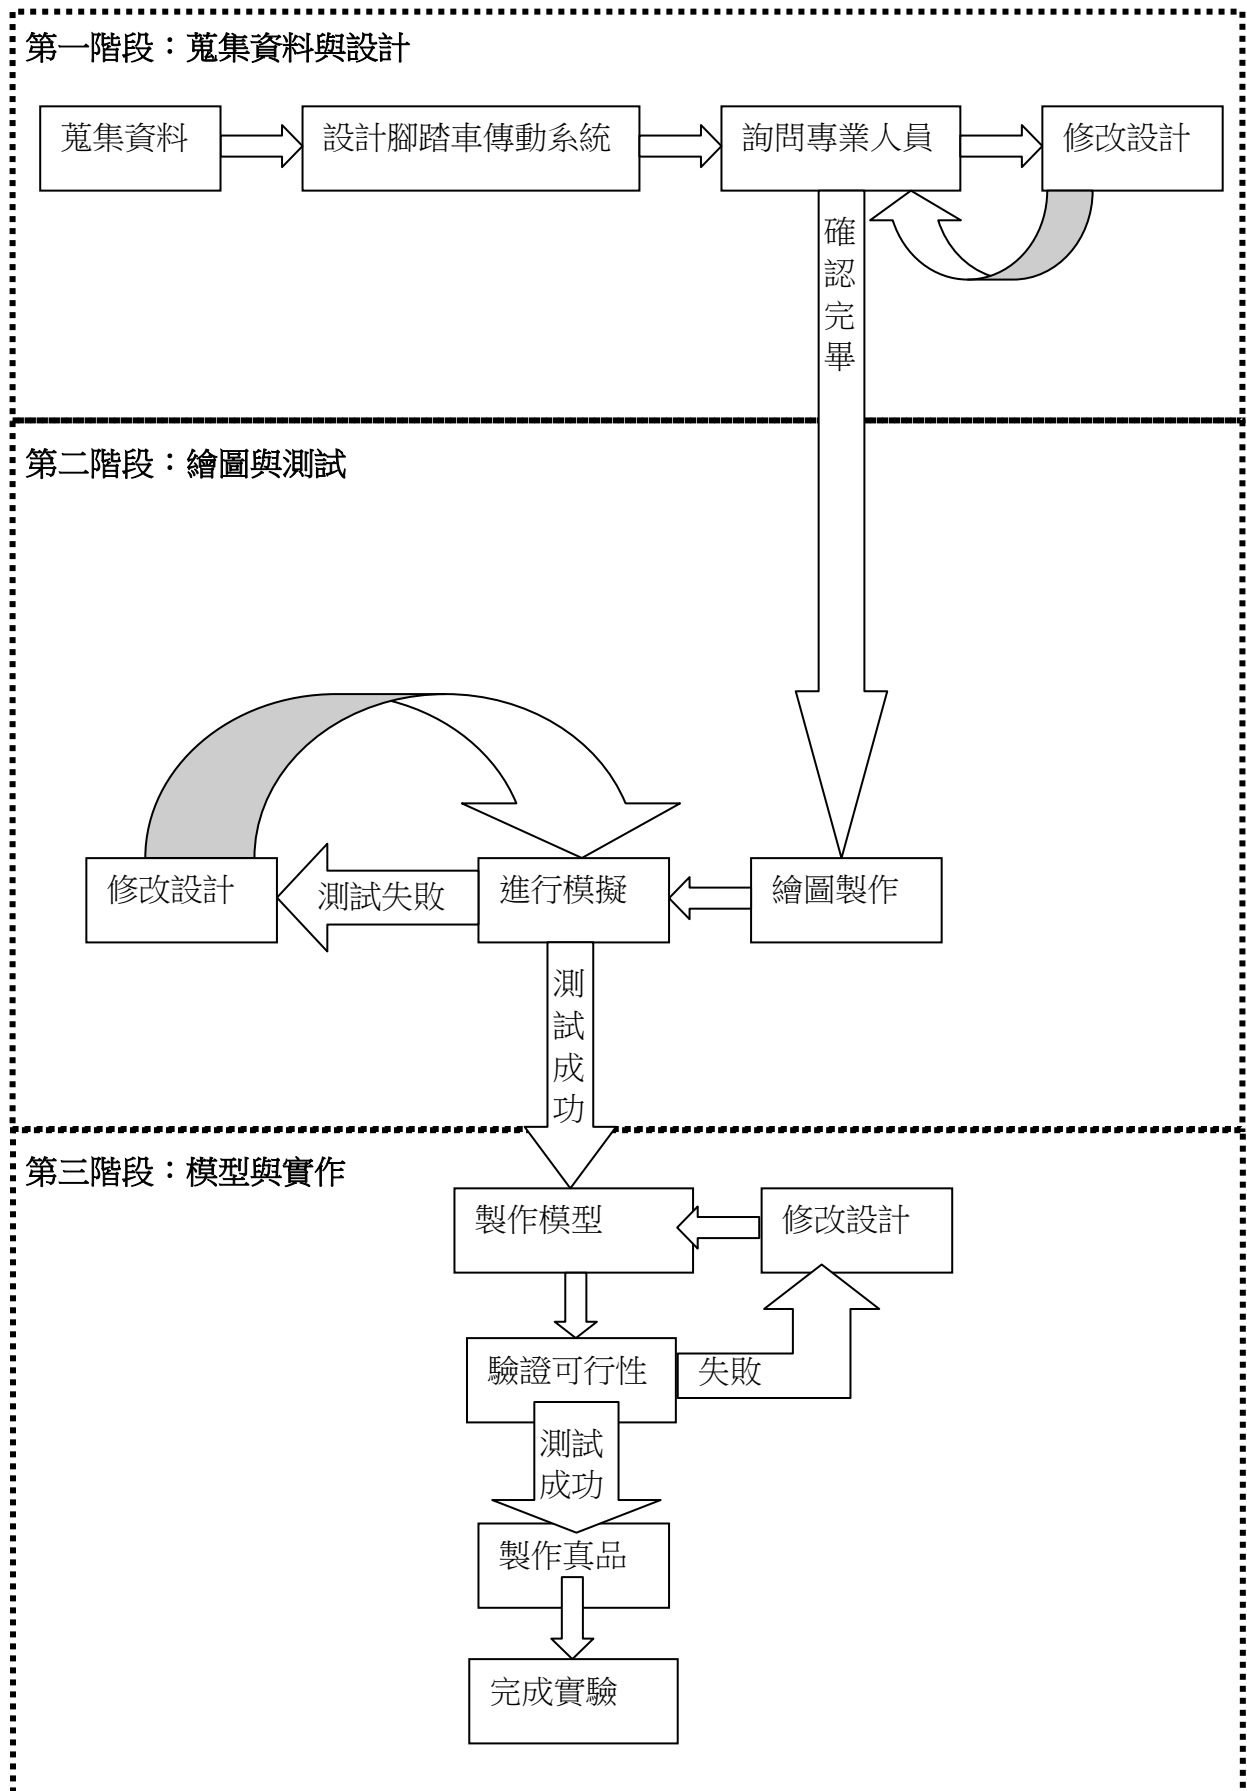 第一階段：蒐集資料與設計
蒐集資料
設計腳踏車傳動系統
詢問專業人員
修改設計
確認完畢
第二階段：繪圖與測試
修改設計
測試失敗
進行模擬
繪圖製作
測試成功
第三階段：模型與實作
製作模型
修改設計
驗證可行性
失敗
測試
成功
製作真品
完成實驗